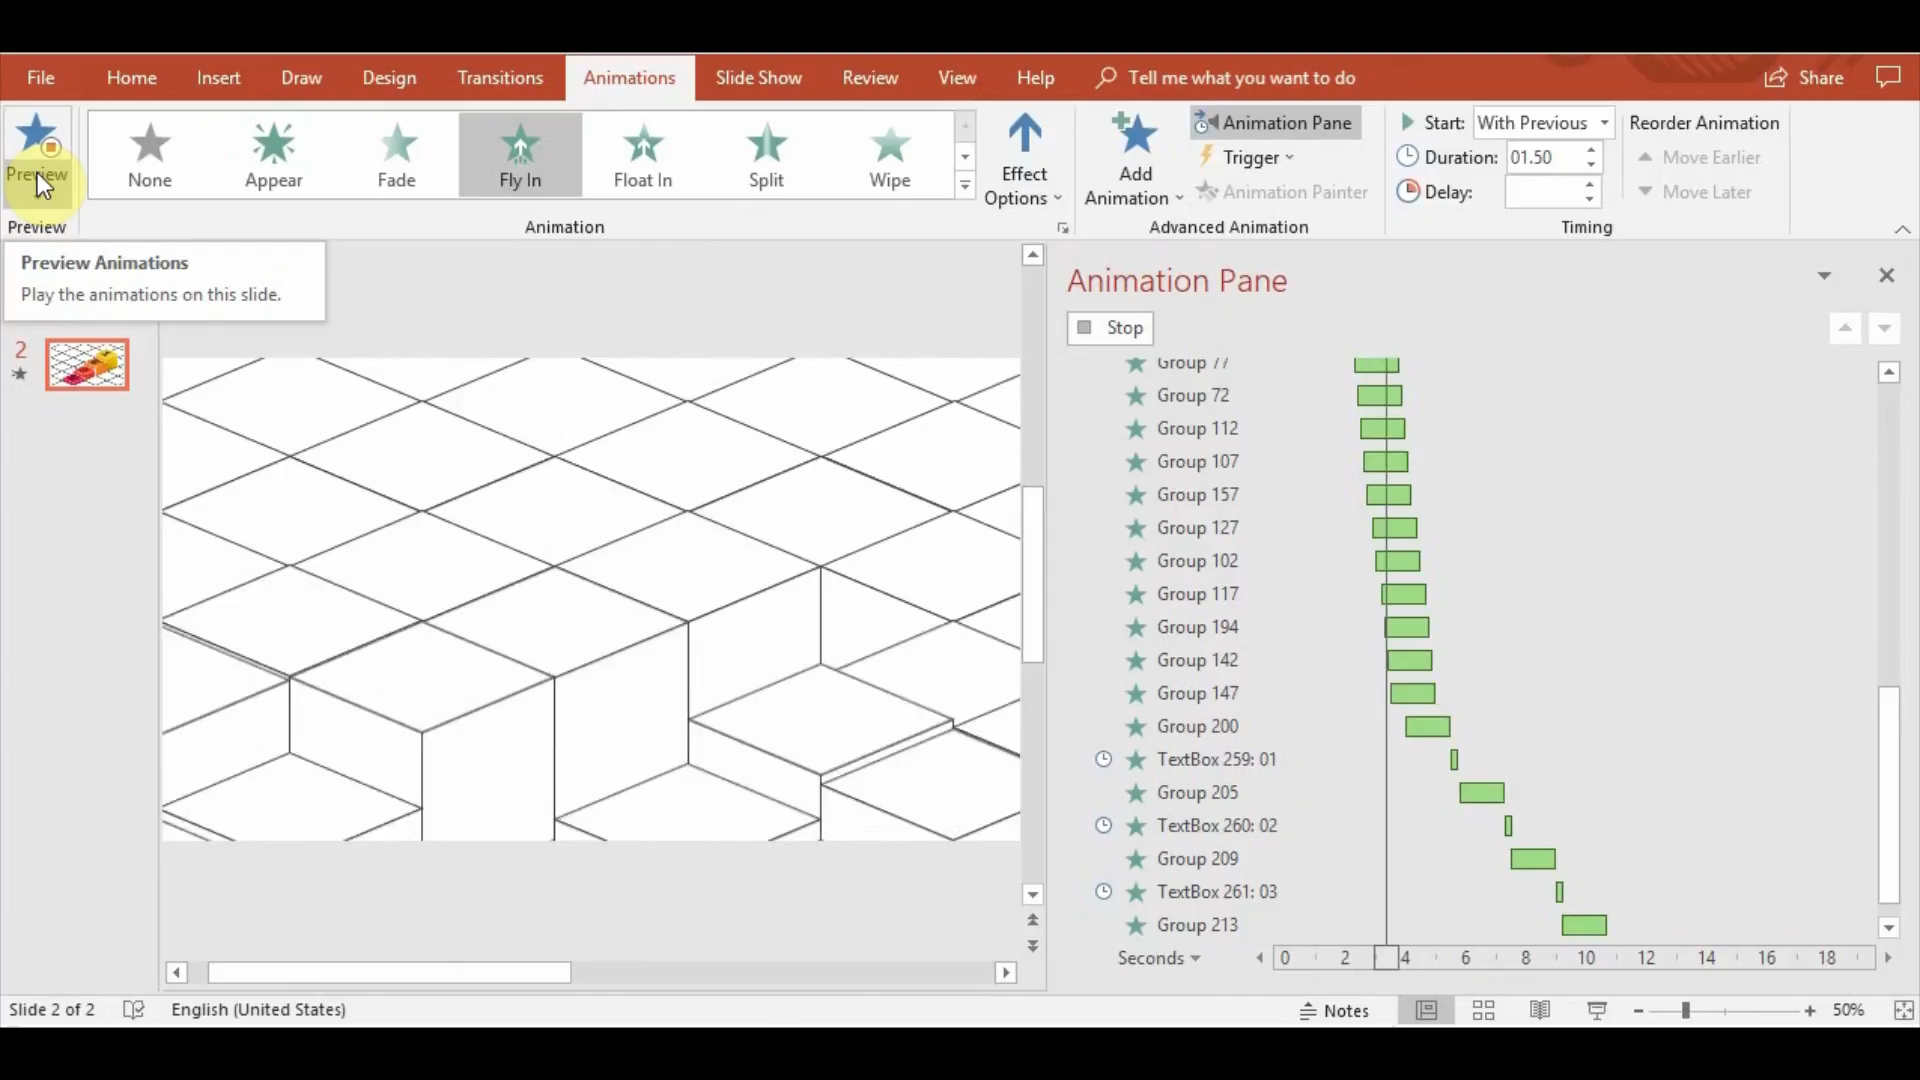 File Home Insert Draw Design Transitions Animations Slide Show Review View Help Tell me what you want to do Share
Preview
Preview
None Appear Fade Fly In Float In Split Wipe
Animation
Effect
Options
Add
Animation
Animation Pane
Trigger
Animation Painter
Advanced Animation
Start: With Previous
Duration: 01.50
Delay:
Timing
Reorder Animation
Move Earlier
Move Later
Preview Animations
Play the animations on this slide.
2
Animation Pane
Stop
Group 77
Group 72
Group 112
Group 107
Group 157
Group 127
Group 102
Group 117
Group 194
Group 142
Group 147
Group 200
TextBox 259: 01
Group 205
TextBox 260: 02
Group 209
TextBox 261: 03
Group 213
Seconds 0 2 4 6 8 10 12 14 16 18
Slide 2 of 2 English (United States) Notes 50%